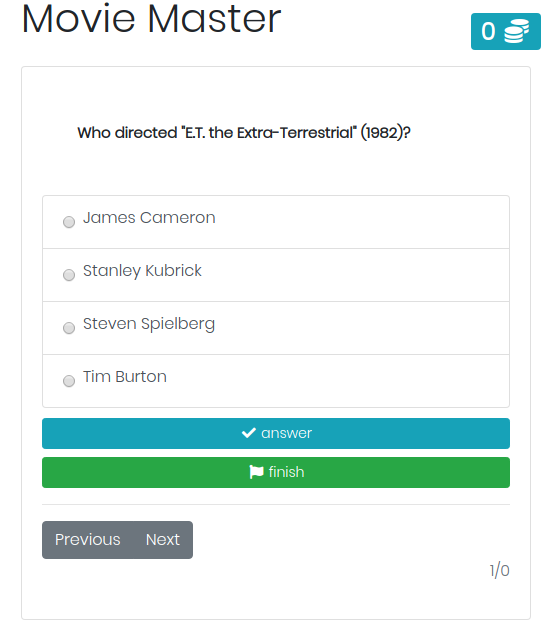 Movie Master
0
Who directed "E.T. the Extra-Terrestrial" (1982)?
James Cameron
Stanley Kubrick
Steven Spielberg
Tim Burton
answer
finish
Previous Next
1/0